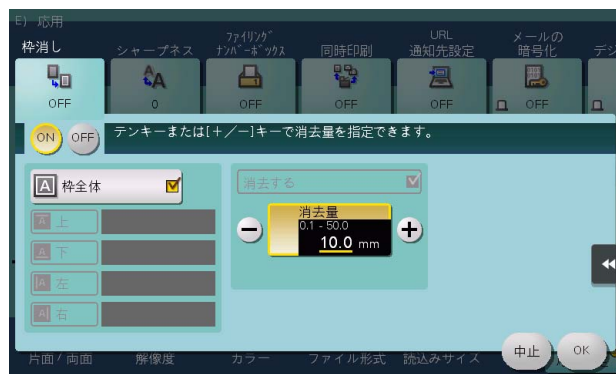 E) 応用
枠消し
シャープネス
ファイリング
ナンバーボックス
同時印刷
URL
通知先設定
メールの
暗号化
デジ
OFF
0
OFF
OFF
OFF
OFF
ON
OFF
テンキーまたは[+/-]キーで消去量を指定できます。
A 枠全体
A 上
A 下
A 左
A 右
消去する
消去量
0.1 - 50.0
10.0 mm
片面/両面
解像度
カラー
ファイル形式
読込みサイズ
中止
OK